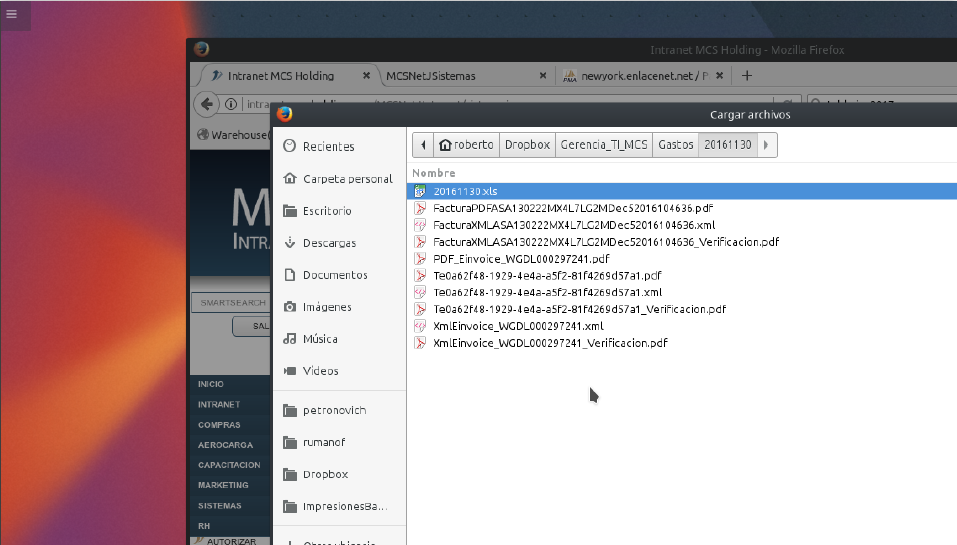 Intranet MCS Holding - Mozilla Firefox
Intranet MCS Holding
MCSNetJSistemas
newyork.enlacenet.net / P
Cargar archivos
Warehouse(
roberto
Dropbox
Gerencia_TI_MCS
Gastos
20161130
Recientes
Carpeta personal
Escritorio
Descargas
Documentos
Imágenes
Música
Vídeos
petronovich
rumanof
Dropbox
ImpresionesBa...
Nombre
20161130.xls
FacturaPDFASA130222MX4L7LG2MDec52016104636.pdf
FacturaXMLASA130222MX4L7LG2MDec52016104636.xml
FacturaXMLASA130222MX4L7LG2MDec52016104636_Verificacion.pdf
PDF_Einvoice_WGDL000297241.pdf
Te0a62f48-1929-4e4a-a5f2-81f4269d57a1.pdf
Te0a62f48-1929-4e4a-a5f2-81f4269d57a1.xml
Te0a62f48-1929-4e4a-a5f2-81f4269d57a1_Verificacion.pdf
XmlEinvoice_WGDL000297241.xml
XmlEinvoice_WGDL000297241_Verificacion.pdf
M
INTRAN
SMARTSEARCH
SAL
INICIO
INTRANET
COMPRAS
AEROCARGA
CAPACITACION
MARKETING
SISTEMAS
RH
AUTORIZAR